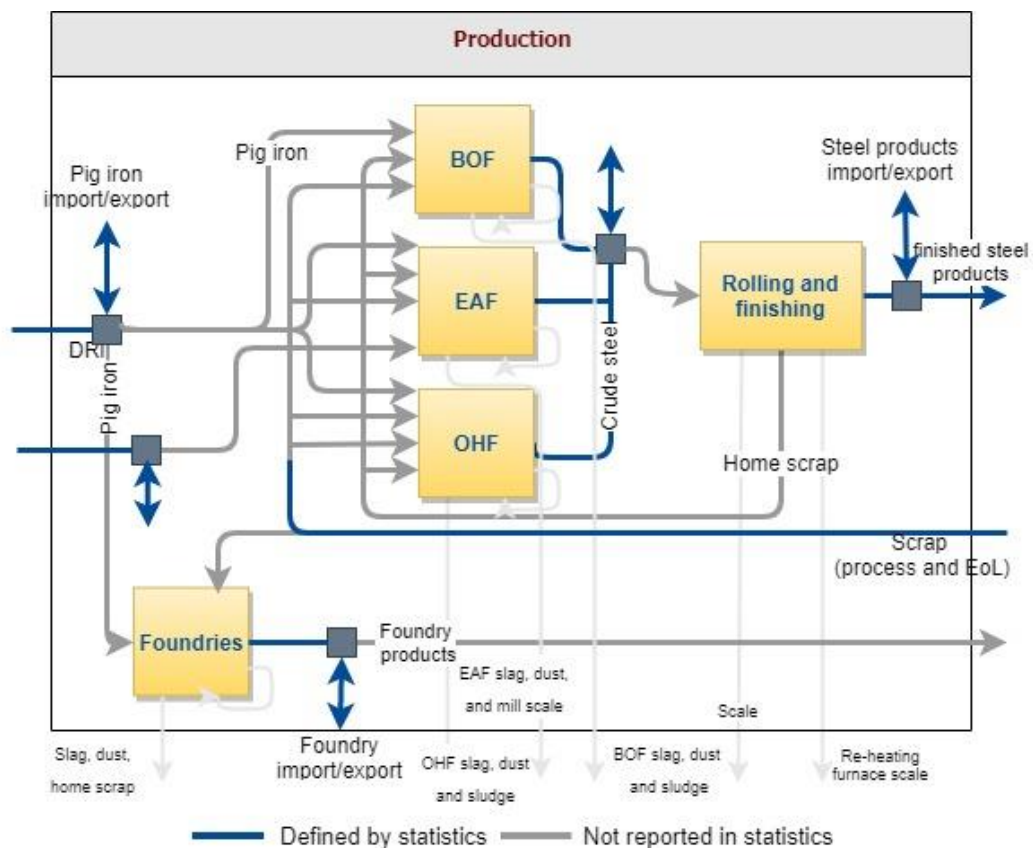 Production
Pig iron
import/export
Pig iron
BOF
Steel products
import/export
finished steel
products
EAF
Rolling and
finishing
DRI
Pig iron
Crude steel
OHF
Home scrap
Scrap
(process and EoL)
Foundries
Foundry
products
EAF slag, dust,
and mill scale
Scale
Slag, dust,
home scrap
Foundry
import/export
OHF slag, dust
and sludge
BOF slag, dust
and sludge
Re-heating
furnace scale
Defined by statistics
Not reported in statistics